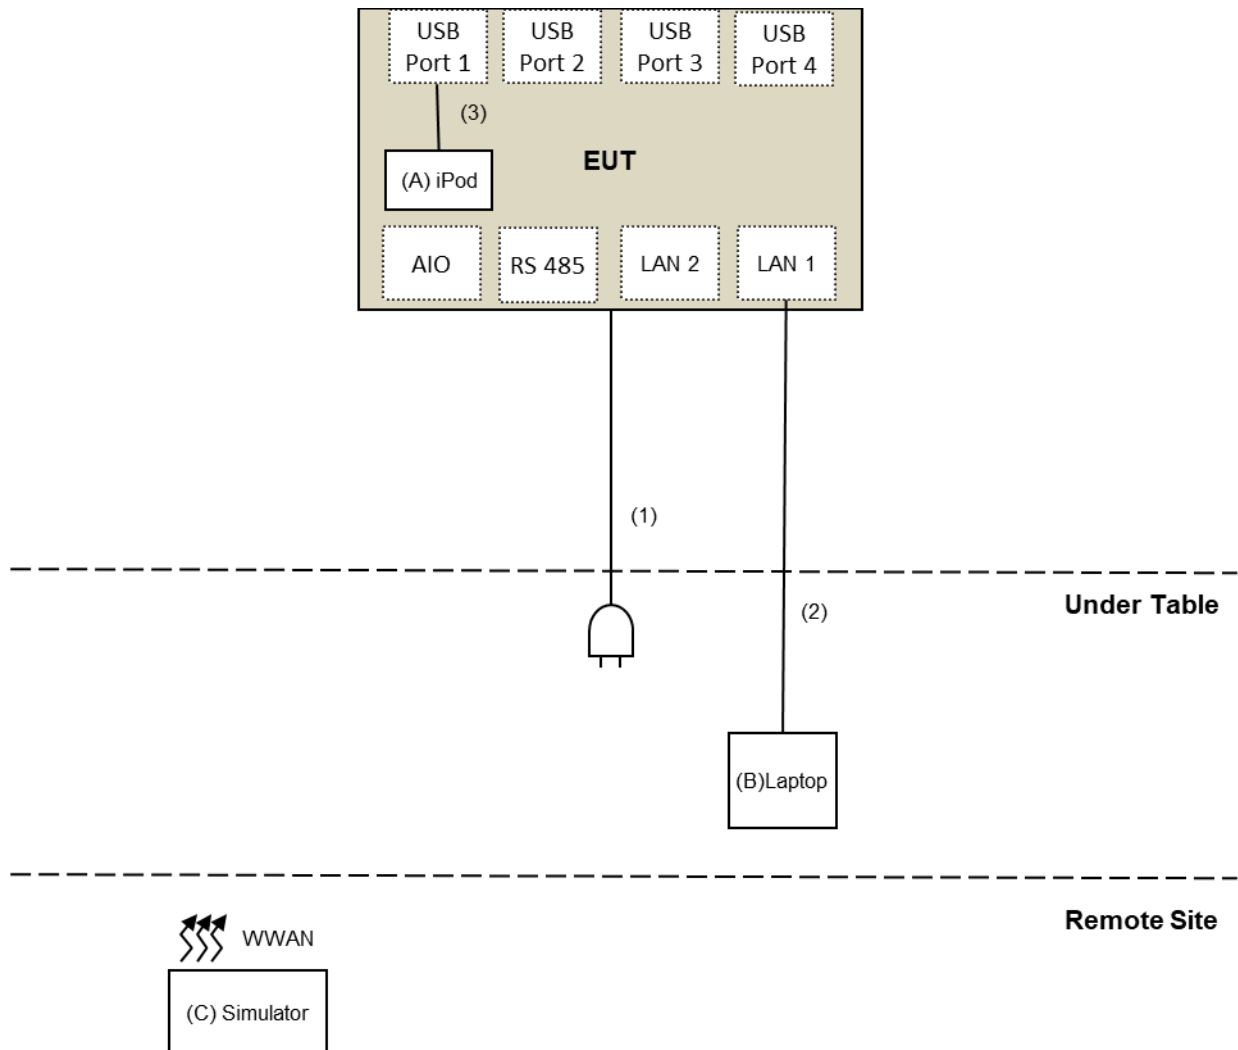 USB
Port 1
USB
Port 2
USB
Port 3
USB
Port 4
(3)
EUT
(A) iPod
AIO
RS 485
LAN 2
LAN 1
(1)
Under Table
(2)
(B)Laptop
Remote Site
WWAN
(C) Simulator